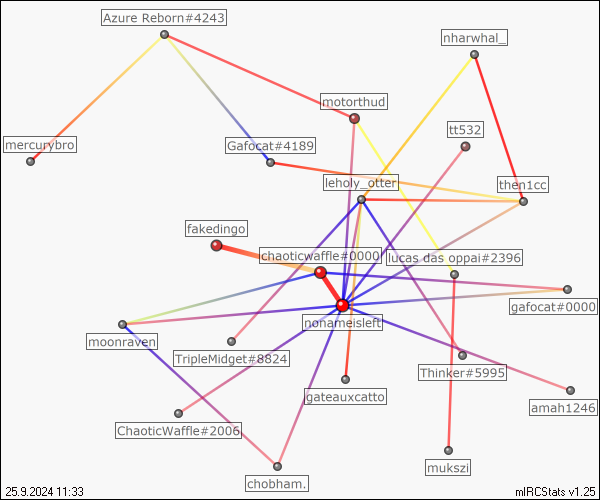 Azure Reborn#4243
nharwhal_
motorthud
tt532
mercurybro
Gafocat#4189
leholy_otter
then1cc
fakedingo
chaoticwaffle#0000
lucas das oppai#2396
gafocat#0000
nonameisleft
moonraven
TripleMidget#8824
Thinker#5995
gateauxcatto
amah1246
ChaoticWaffle#2006
mukszi
chobham.
25.9.2024 11:33
mIRCStats v1.25